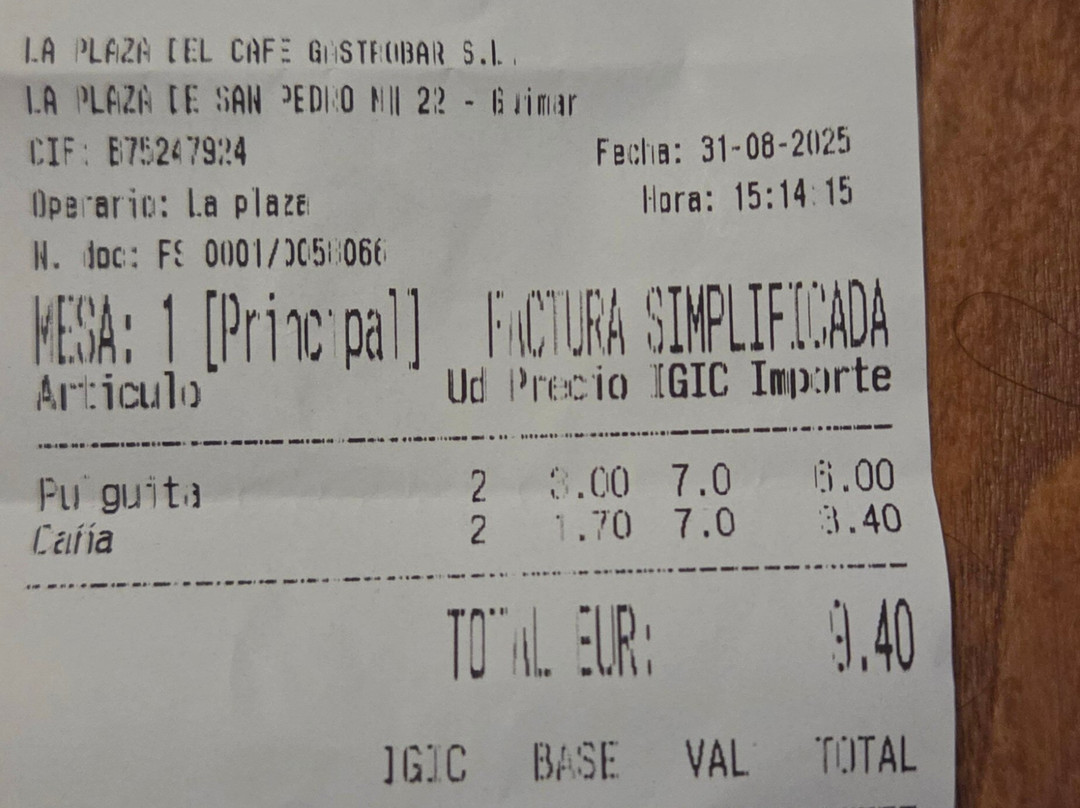 LA PLAZA DEL CAFE GASTROBAR S.L.
LA PLAZA DE SAN PEDRO Nº 22 - Guimar
CIF: B75247924 Fecha: 31-08-2025
Operario: La plaza Hora: 15:14:15
N. doc: FS
MESA: 1 [Principal] FACTURA SIMPLIFICADA
Articulo Ud Precio IGIC Importe
Pulguita 2 3.00 7.0 6.00
Caña 2 1.70 7.0 3.40
TOTAL EUR: 9.40
IGIC BASE VAL TOTAL